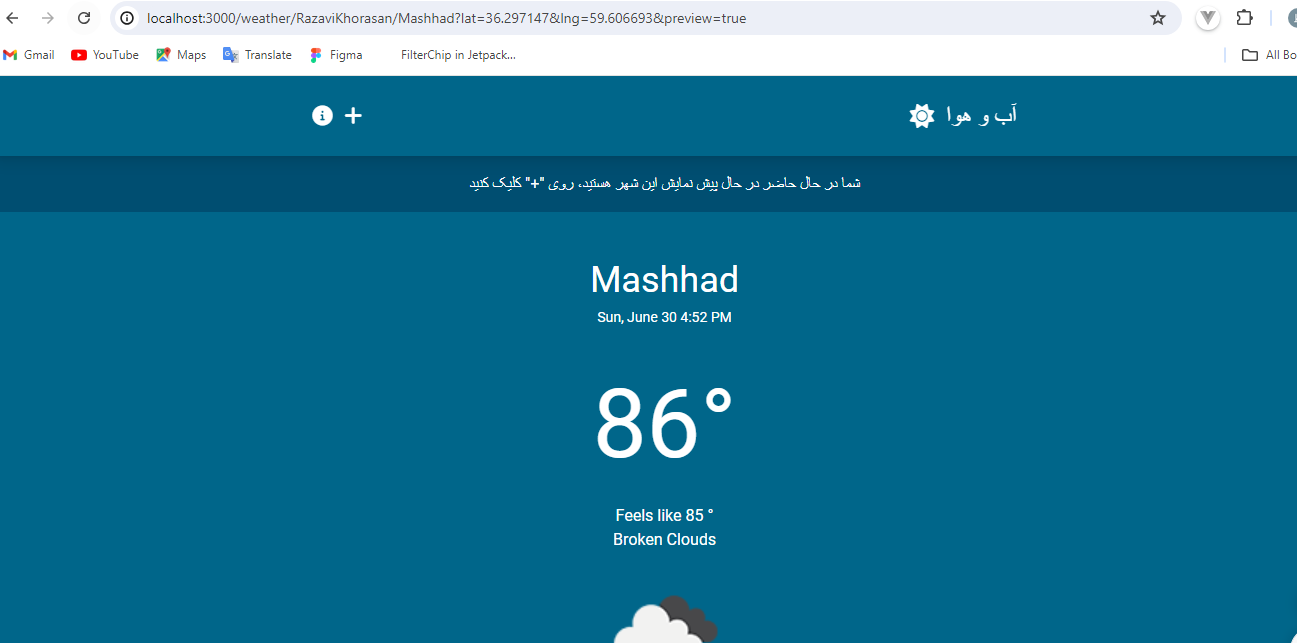 localhost:3000/weather/RazaviKhorasan/Mashhad?lat=36.297147&lng=59.606693&preview=true
Gmail YouTube Maps Translate Figma FilterChip in Jetpack... All Bo
آب و هوا
شما در حال حاضر در حال پیش نمایش این شهر هستید، روی "+" کلیک کنید
Mashhad
Sun, June 30 4:52 PM
86°
Feels like 85 °
Broken Clouds